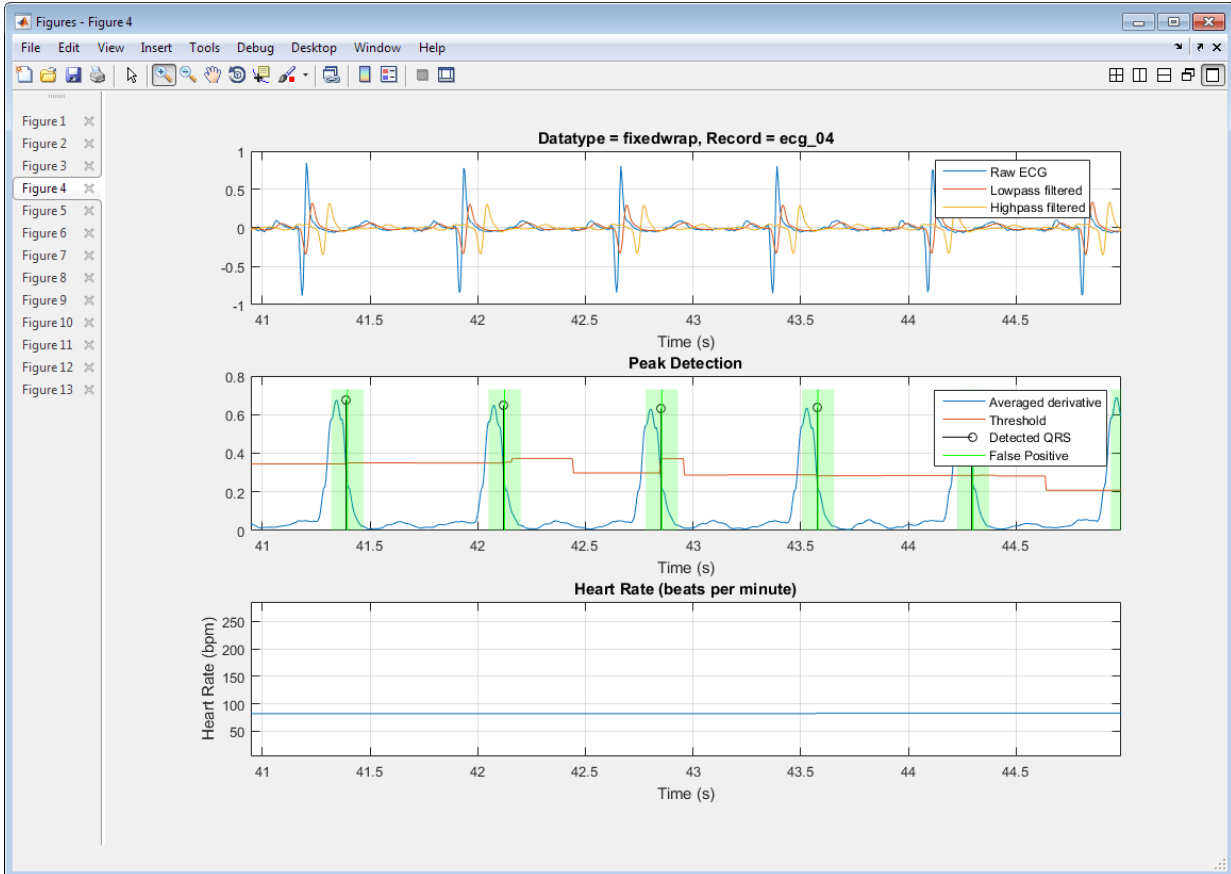 Figures - Figure 4
File Edit View Insert Tools Debug Desktop Window Help
Figure 1
Figure 2
Figure 3
Figure 4
Figure 5
Figure 6
Figure 7
Figure 8
Figure 9
Figure 10
Figure 11
Figure 12
Figure 13
Datatype = fixedwrap, Record = ecg_04
1
0.5
0
-0.5
-1
Raw ECG
Lowpass filtered
Highpass filtered
41 41.5 42 42.5 43 43.5 44 44.5
Time (s)
Peak Detection
0.8
0.6
0.4
0.2
0
Averaged derivative
Threshold
Detected QRS
False Positive
41 41.5 42 42.5 43 43.5 44 44.5
Time (s)
Heart Rate (beats per minute)
Heart Rate (bpm)
250
200
150
100
50
41 41.5 42 42.5 43 43.5 44 44.5
Time (s)